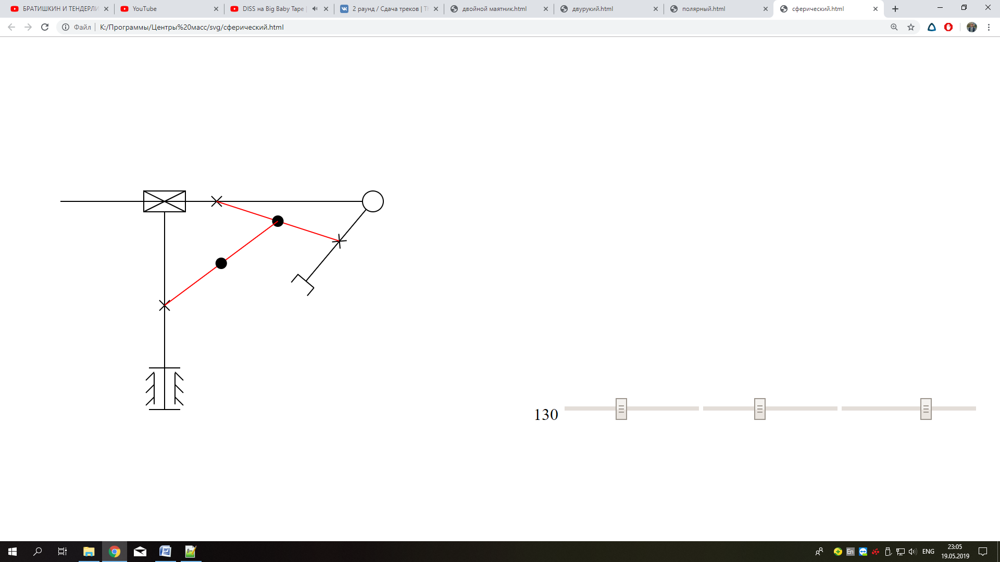 БРАТИШКИН И ТЕНДЕРЛИ
YouTube
DISS на Big Baby Tape |
2 раунд / Сдача треков | Т
двойной маятник.html
двурукий.html
полярный.html
сферический.html
Файл | K:/Программы/Центры%20масс/svg/сферический.html
130
En
ENG
23:05
19.05.2019